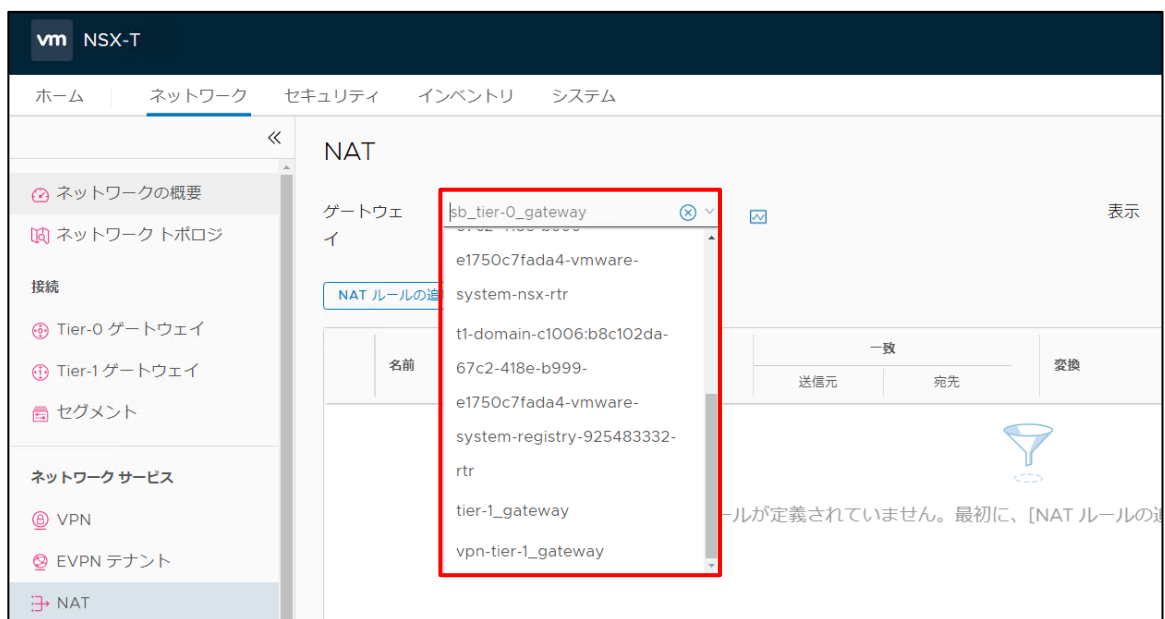 vm NSX-T
ホーム ネットワーク セキュリティ インベントリ システム
ネットワークの概要
ネットワーク トポロジ
接続
Tier-0 ゲートウェイ
Tier-1 ゲートウェイ
セグメント
ネットワーク サービス
VPN
EVPN テナント
NAT
NAT
ゲートウェ
イ
sb_tier-0_gateway
表示
e1750c7fada4-vmware-
system-nsx-rtr
t1-domain-c1006:b8c102da-
67c2-418e-b999-
e1750c7fada4-vmware-
system-registry-925483332-
rtr
tier-1_gateway
vpn-tier-1_gateway
NAT ルールの追
名前
一致
送信元 宛先
変換
ールが定義されていません。最初に、[NAT ルールの